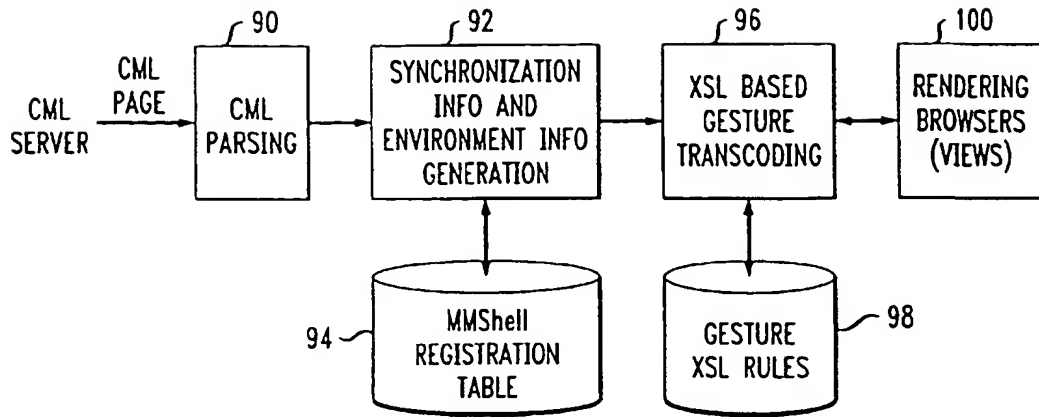 90
92
96
100
CML
SERVER
CML
PAGE
CML
PARSING
SYNCHRONIZATION
INFO AND
ENVIRONMENT INFO
GENERATION
XSL BASED
GESTURE
TRANSCODING
RENDERING
BROWSERS
(VIEWS)
94
MMShell
REGISTRATION
TABLE
GESTURE
XSL RULES
98